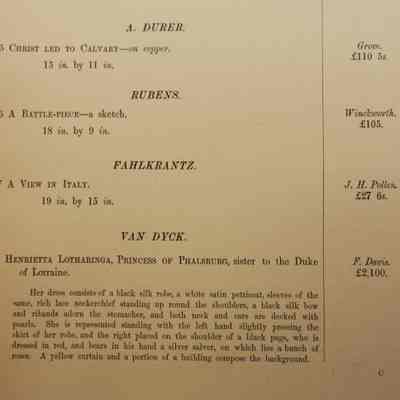 A. DURER.
5 CHRIST LED TO CALVARY—on copper. Grove.
15 in. by 11 in. £110 5s.
RUBENS.
6 A BATTLE-PIECE—a sketch. Winckworth.
18 in. by 9 in. £105.
FAHLKRANTZ.
7 A VIEW IN ITALY. J. H. Pollen.
19 in. by 15 in. £27 6s.
VAN DYCK.
HENRIETTA LOTHARINGA, PRINCESS OF PHALSBURG, sister to the Duke F. Davis.
of Lorraine. £2,100.
Her dress consists of a black silk robe, a white satin petticoat, sleeves of the
same, rich lace neckerchief standing up round the shoulders, a black silk bow
and ribands adorn the stomacher, and both neck and ears are decked with
pearls. She is represented standing with the left hand slightly pressing the
skirt of her robe, and the right placed on the shoulder of a black page, who is
dressed in red, and bears in his hand a silver salver, on which lies a bunch of
roses. A yellow curtain and a portion of a building compose the background.
C